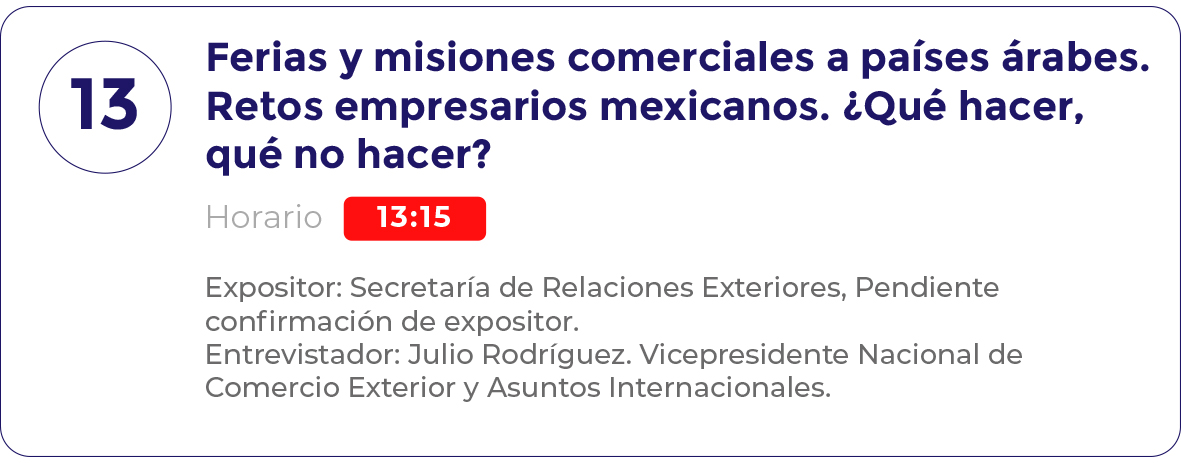 13
Ferias y misiones comerciales a países árabes.
Retos empresarios mexicanos. ¿Qué hacer,
qué no hacer?
Horario 13:15
Expositor: Secretaría de Relaciones Exteriores, Pendiente
confirmación de expositor.
Entrevistador: Julio Rodríguez. Vicepresidente Nacional de
Comercio Exterior y Asuntos Internacionales.